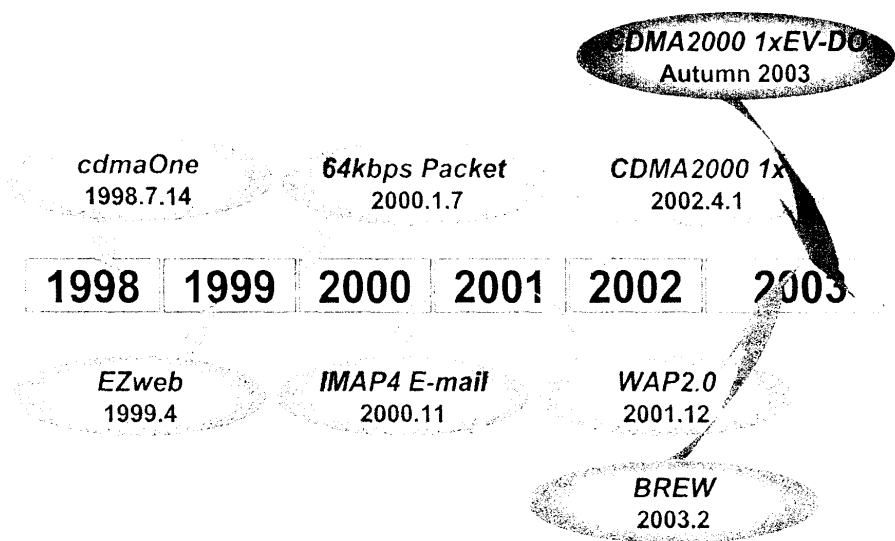 CDMA2000 1xEV-DO
Autumn 2003
cdmaOne
1998.7.14
64kbps Packet
2000.1.7
CDMA2000 1x
2002.4.1
1998 1999 2000 2001 2002 2003
EZweb
1999.4
IMAP4 E-mail
2000.11
WAP2.0
2001.12
BREW
2003.2